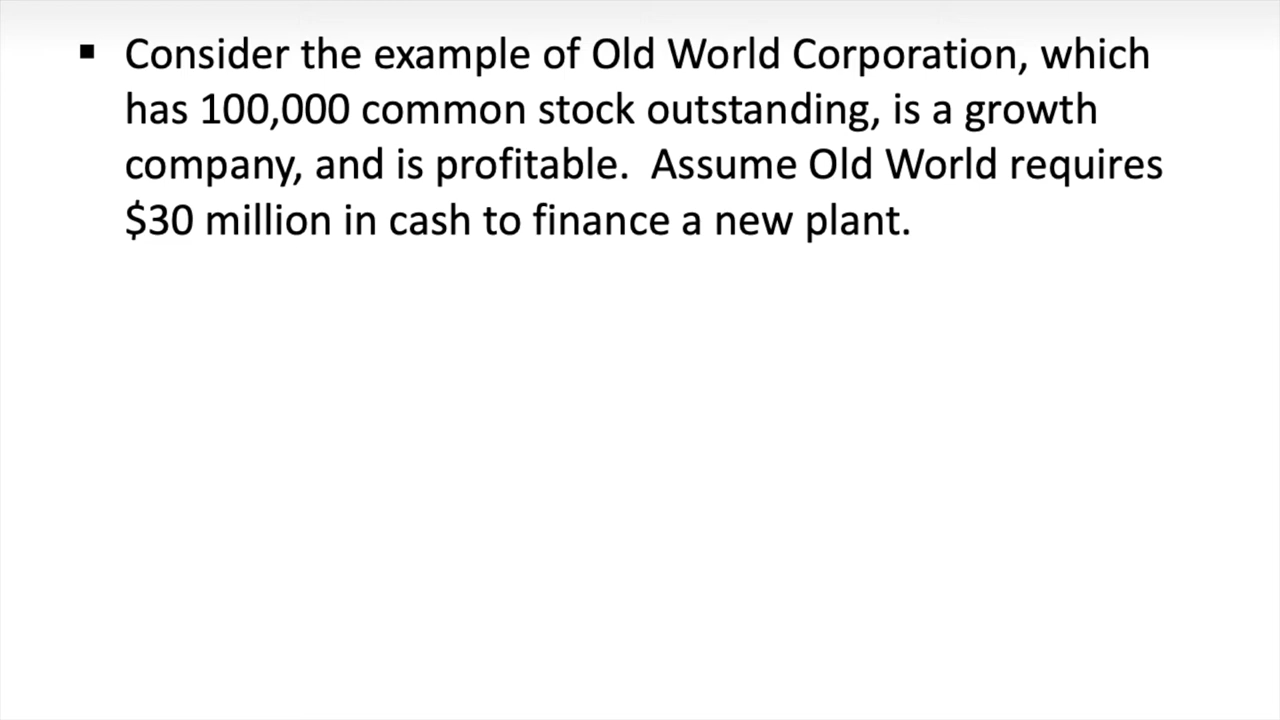 ▪ Consider the example of Old World Corporation, which
has 100,000 common stock outstanding, is a growth
company, and is profitable.  Assume Old World requires
$30 million in cash to finance a new plant.